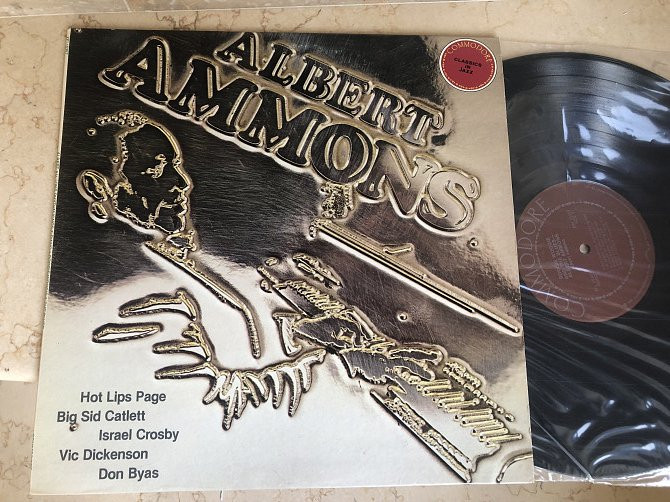 ALBERT
AMMONS
COMMODORE
CLASSICS
IN
JAZZ
Hot Lips Page
Big Sid Catlett
Israel Crosby
Vic Dickenson
Don Byas
COMMODORE